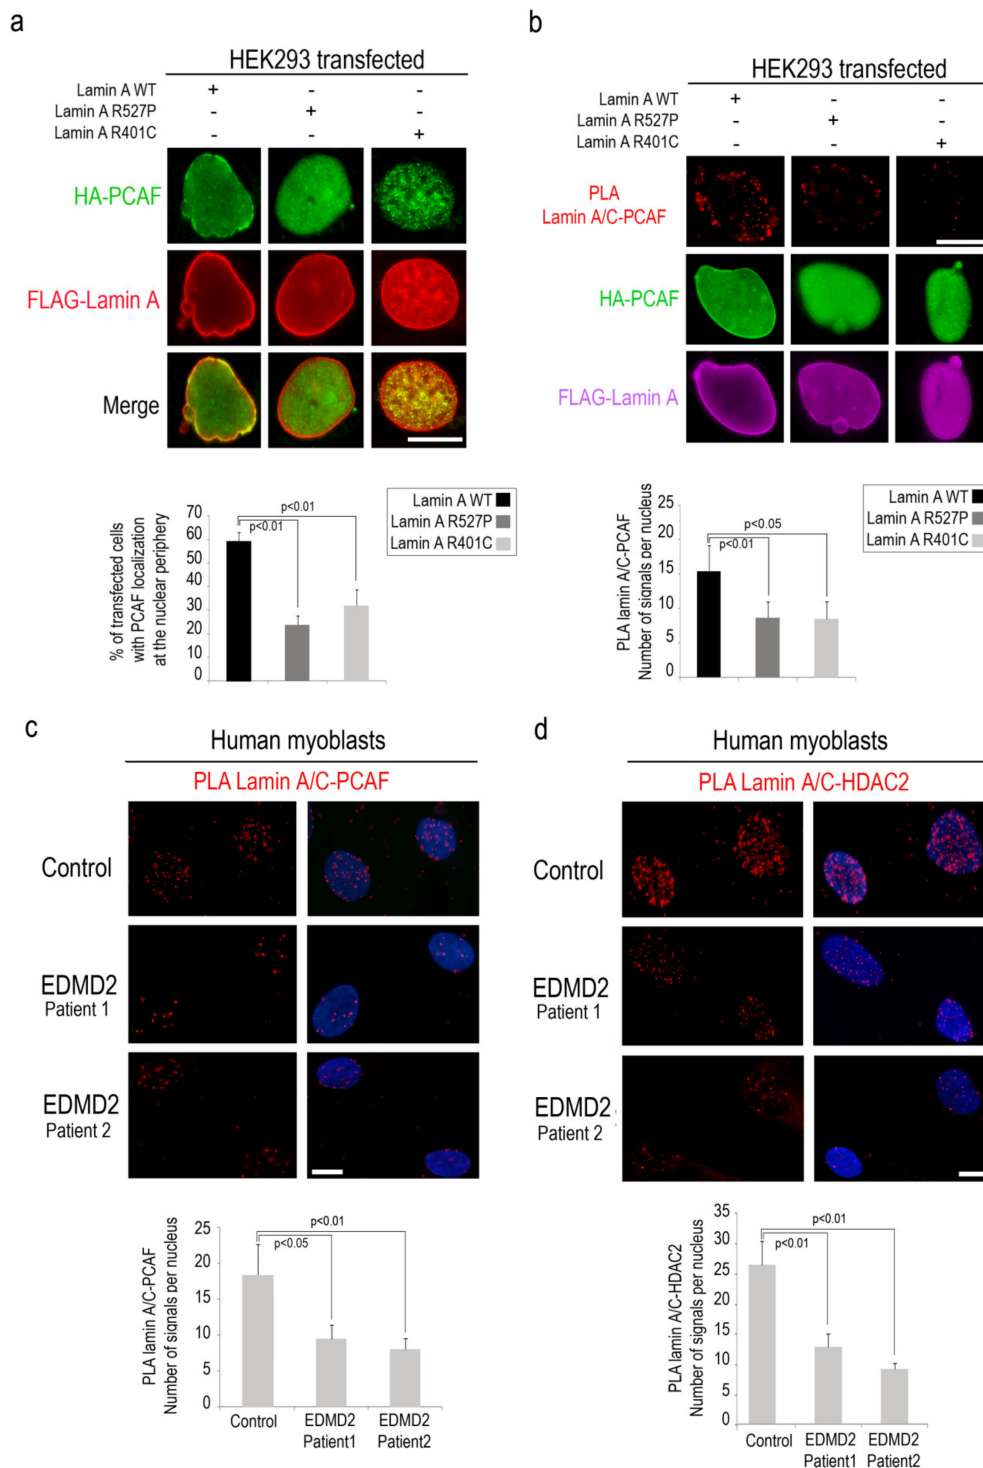 a
HEK293 transfected
Lamin A WT + - -
Lamin A R527P - + -
Lamin A R401C - - +
HA-PCAF
FLAG-Lamin A
Merge
% of transfected cells
with PCAF localization
at the nuclear periphery
70
60
50
40
30
20
10
0
p<0.01
p<0.01
Lamin A WT
Lamin A R527P
Lamin A R401C
b
HEK293 transfected
Lamin A WT + - -
Lamin A R527P - + -
Lamin A R401C - - +
PLA
Lamin A/C-PCAF
HA-PCAF
FLAG-Lamin A
PLA lamin A/C-PCAF
Number of signals per nucleus
25
20
15
10
5
0
p<0.05
p<0.01
Lamin A WT
Lamin A R527P
Lamin A R401C
c
Human myoblasts
PLA Lamin A/C-PCAF
Control
EDMD2
Patient 1
EDMD2
Patient 2
PLA lamin A/C-PCAF
Number of signals per nucleus
25
20
15
10
5
0
p<0.01
p<0.05
Control
EDMD2
Patient1
EDMD2
Patient2
d
Human myoblasts
PLA Lamin A/C-HDAC2
Control
EDMD2
Patient 1
EDMD2
Patient 2
PLA lamin A/C-HDAC2
Number of signals per nucleus
35
30
25
20
15
10
5
0
p<0.01
p<0.01
Control
EDMD2
Patient1
EDMD2
Patient2